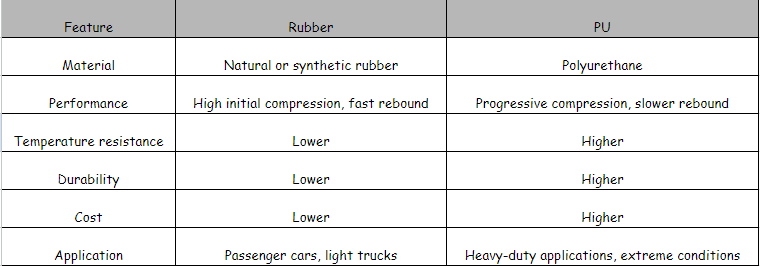 Feature Rubber PU
Material Natural or synthetic rubber Polyurethane
Performance High initial compression, fast rebound Progressive compression, slower rebound
Temperature resistance Lower Higher
Durability Lower Higher
Cost Lower Higher
Application Passenger cars, light trucks Heavy-duty applications, extreme conditions